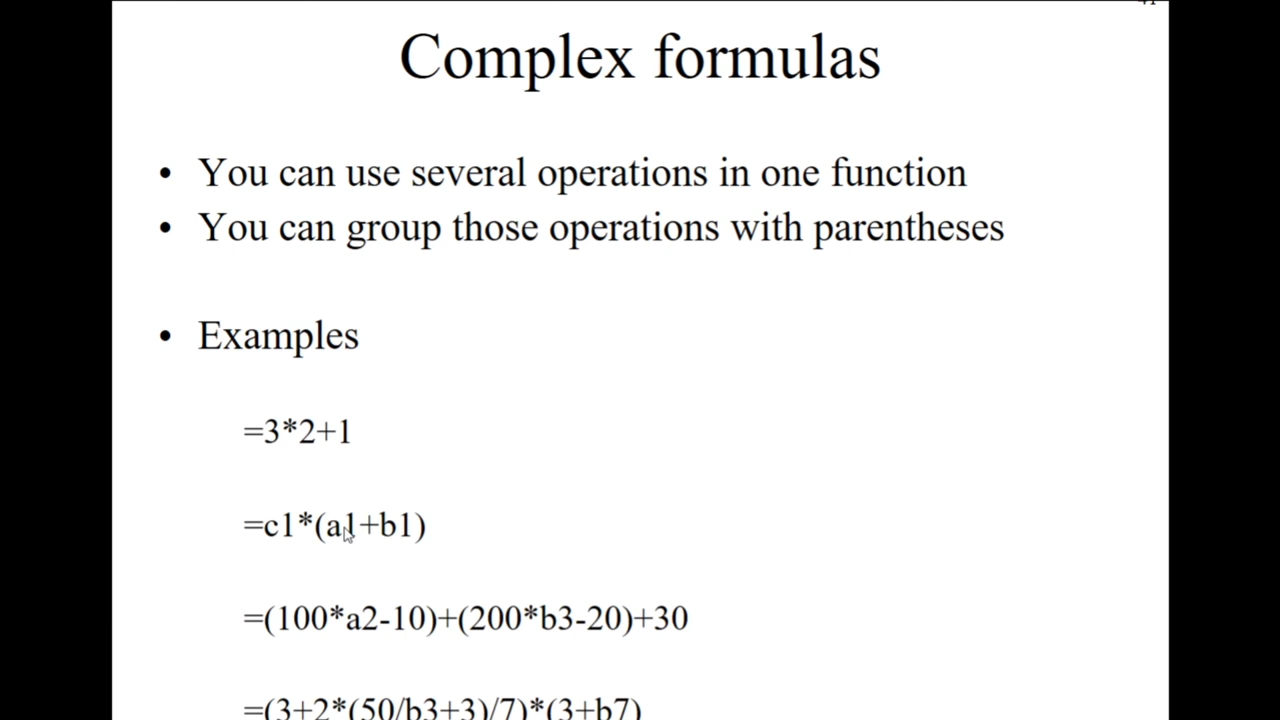 Complex formulas
• You can use several operations in one function
• You can group those operations with parentheses
• Examples
=3*2+1
=c1*(a1+b1)
=(100*a2-10)+(200*b3-20)+30
=(3+2*(50/b3+3)/7)*(3+b7)